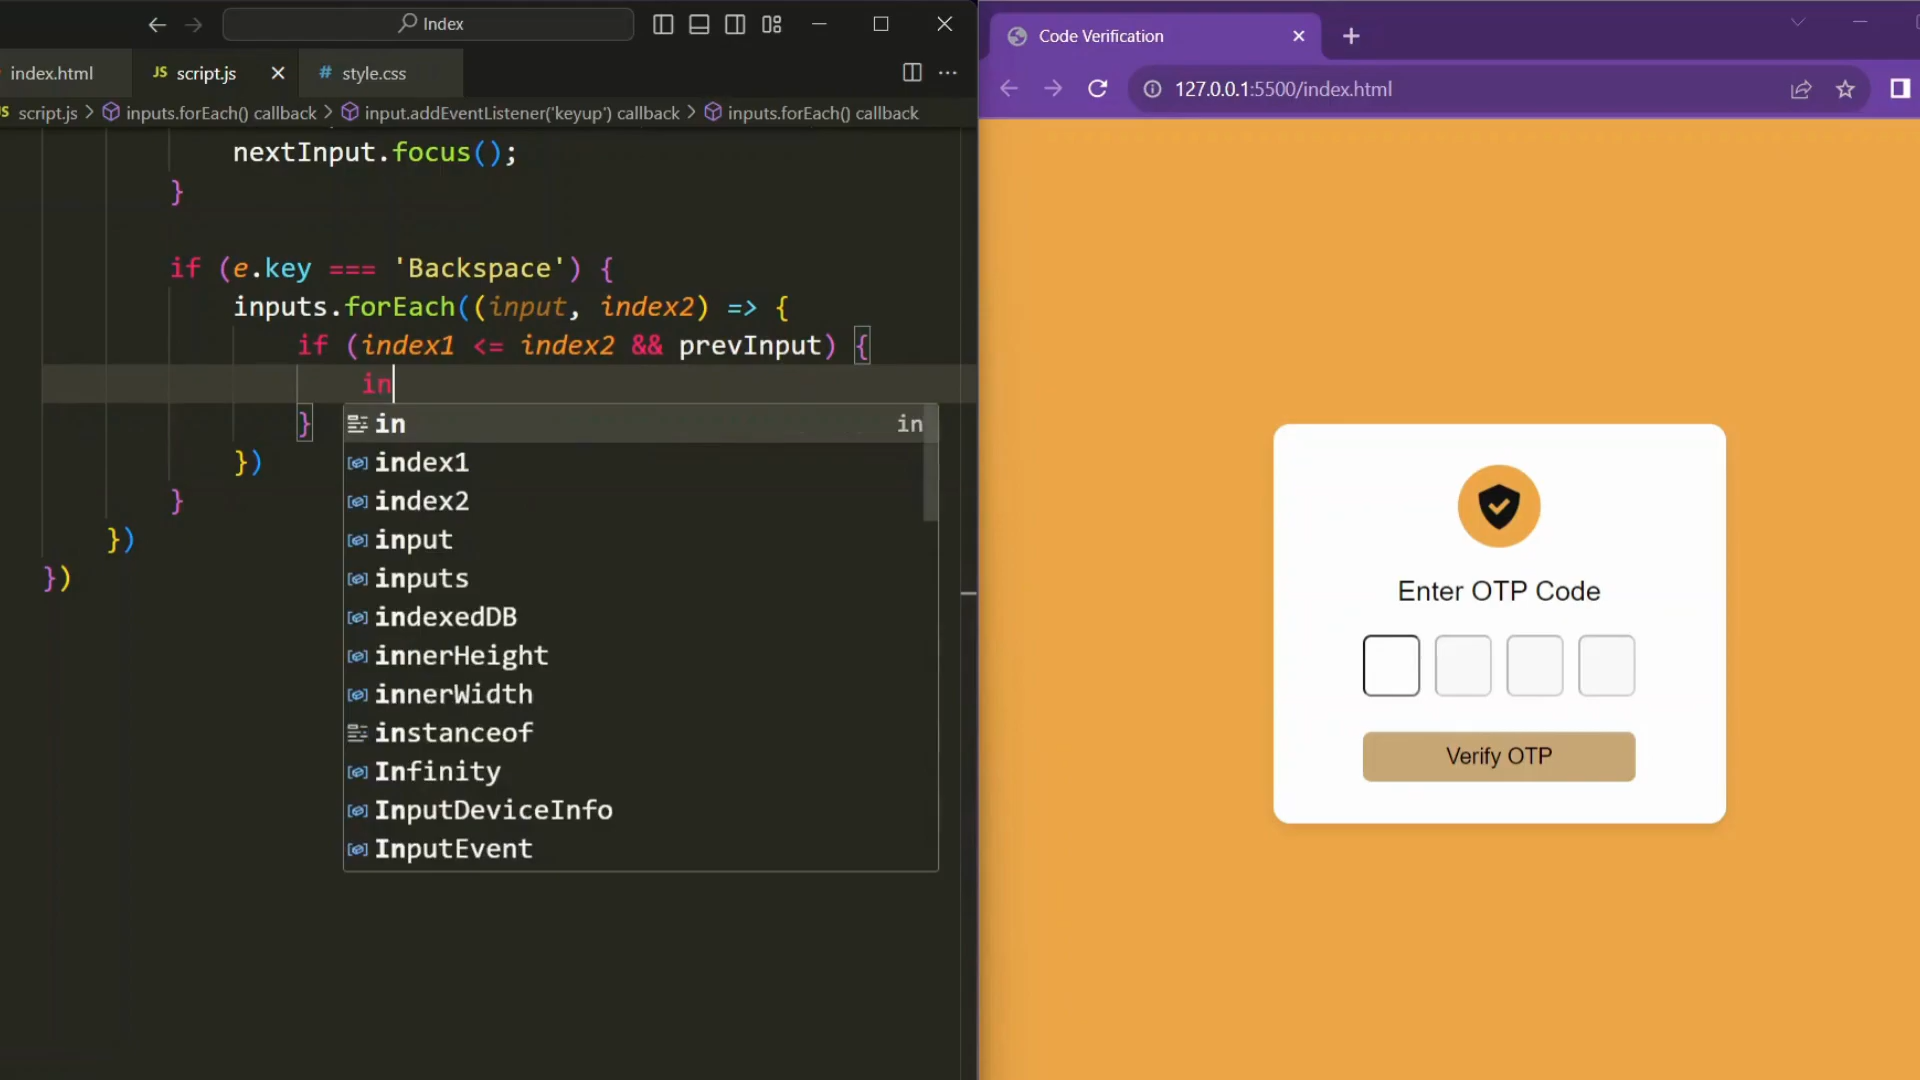 Index
index.html
JS script.js
# style.css
script.js > inputs.forEach() callback > input.addEventListener('keyup') callback > inputs.forEach() callback
nextInput.focus();
}
if (e.key === 'Backspace') {
inputs.forEach((input, index2) => {
if (index1 <= index2 && prevInput) {
in
}
})
}
})
})
in in
index1
index2
input
inputs
indexedDB
innerHeight
innerWidth
instanceof
Infinity
InputDeviceInfo
InputEvent
Code Verification
127.0.0.1:5500/index.html
Enter OTP Code
Verify OTP